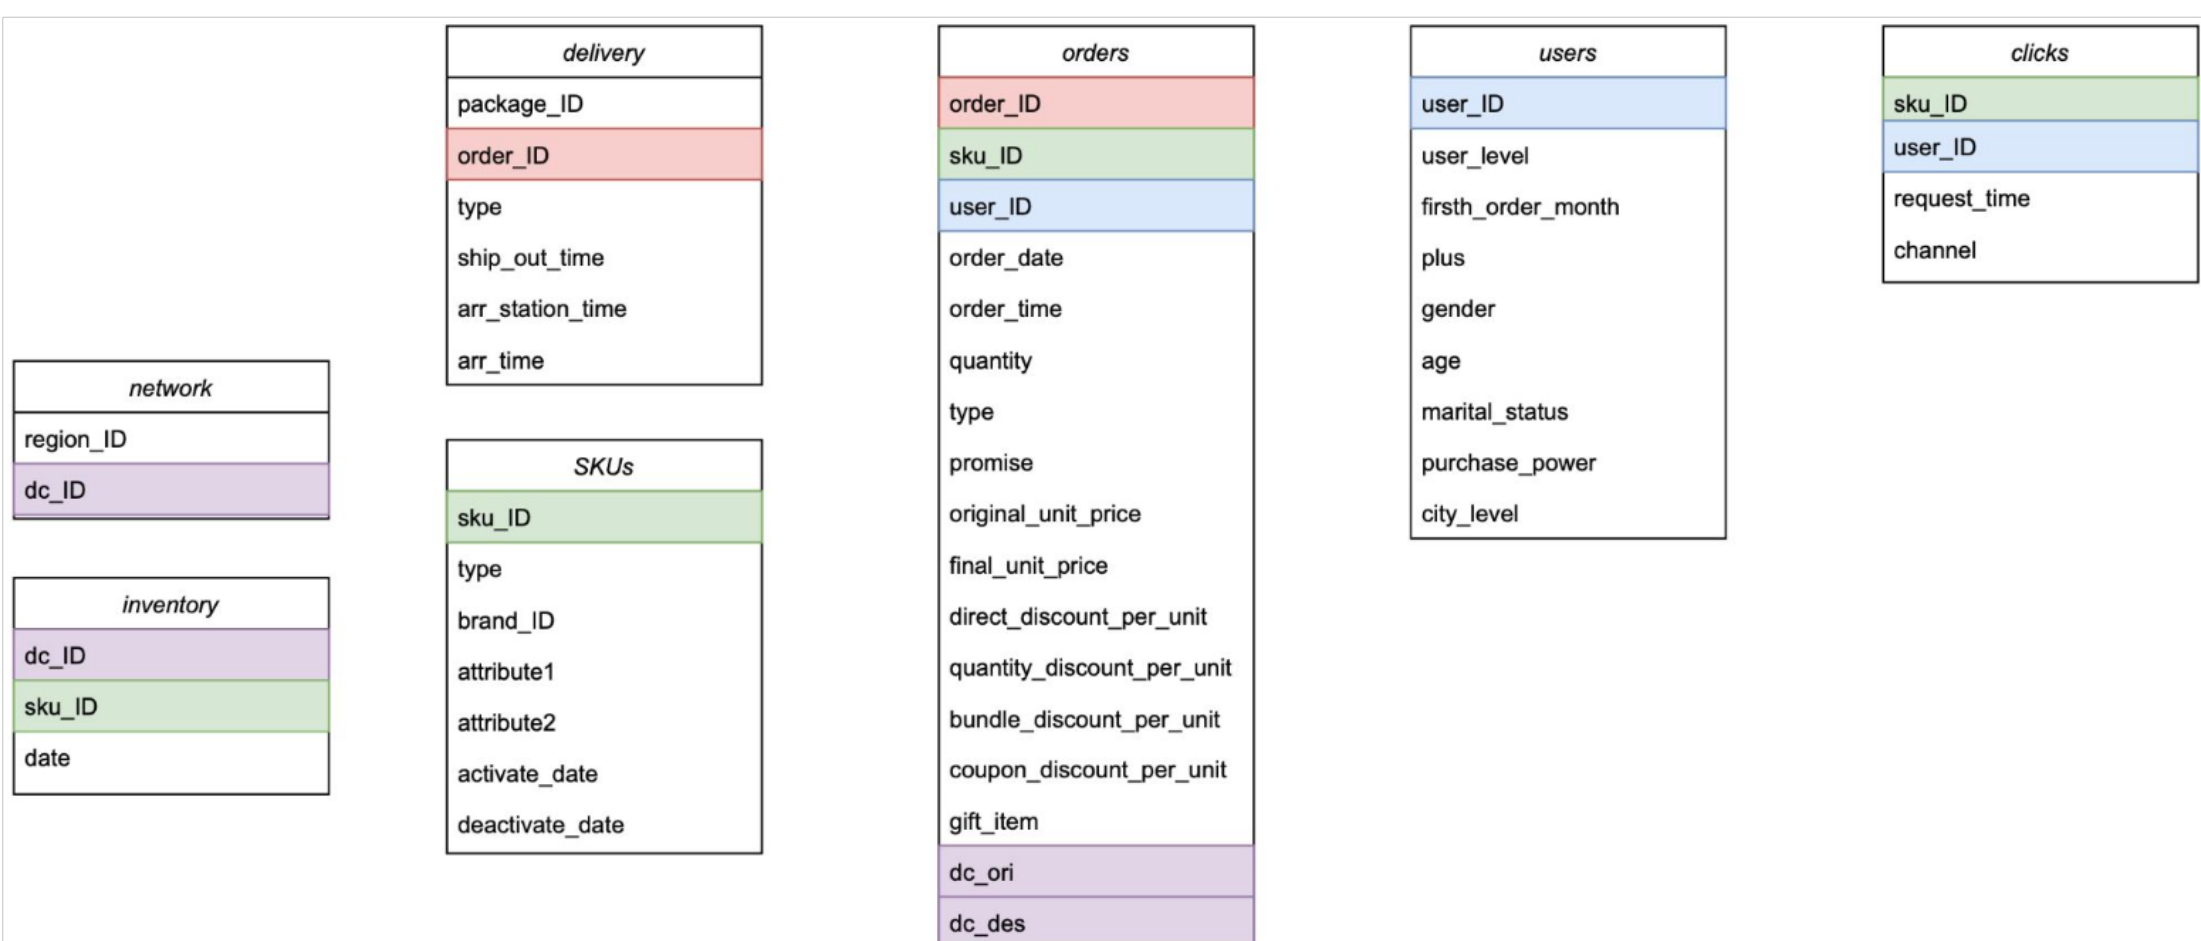 network
region_ID
dc_ID
inventory
dc_ID
sku_ID
date
delivery
package_ID
order_ID
type
ship_out_time
arr_station_time
arr_time
SKUs
sku_ID
type
brand_ID
attribute1
attribute2
activate_date
deactivate_date
orders
order_ID
sku_ID
user_ID
order_date
order_time
quantity
type
promise
original_unit_price
final_unit_price
direct_discount_per_unit
quantity_discount_per_unit
bundle_discount_per_unit
coupon_discount_per_unit
gift_item
dc_ori
dc_des
users
user_ID
user_level
firsth_order_month
plus
gender
age
marital_status
purchase_power
city_level
clicks
sku_ID
user_ID
request_time
channel